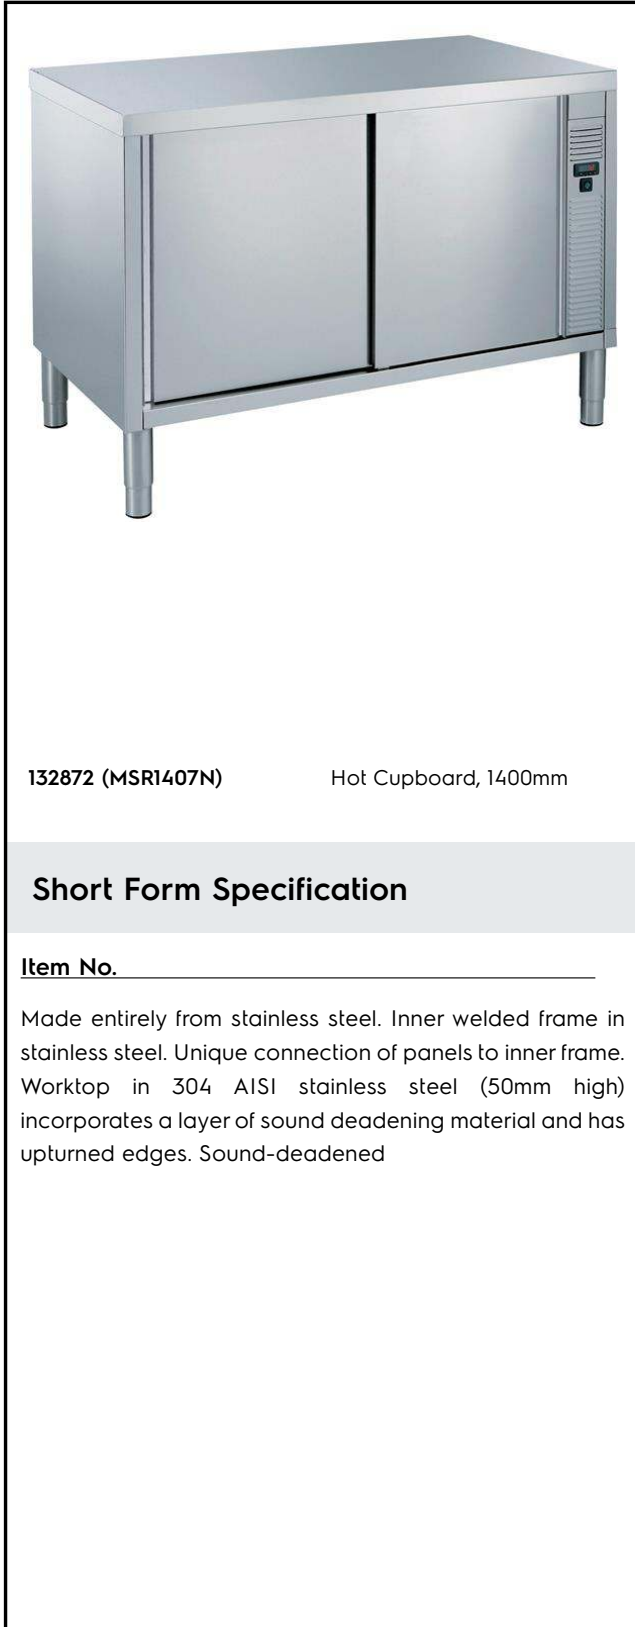 132872 (MSR1407N) Hot Cupboard, 1400mm
Short Form Specification
Item No.
Made entirely from stainless steel. Inner welded frame in
stainless steel. Unique connection of panels to inner frame.
Worktop in 304 AISI stainless steel (50mm high)
incorporates a layer of sound deadening material and has
upturned edges. Sound-deadened